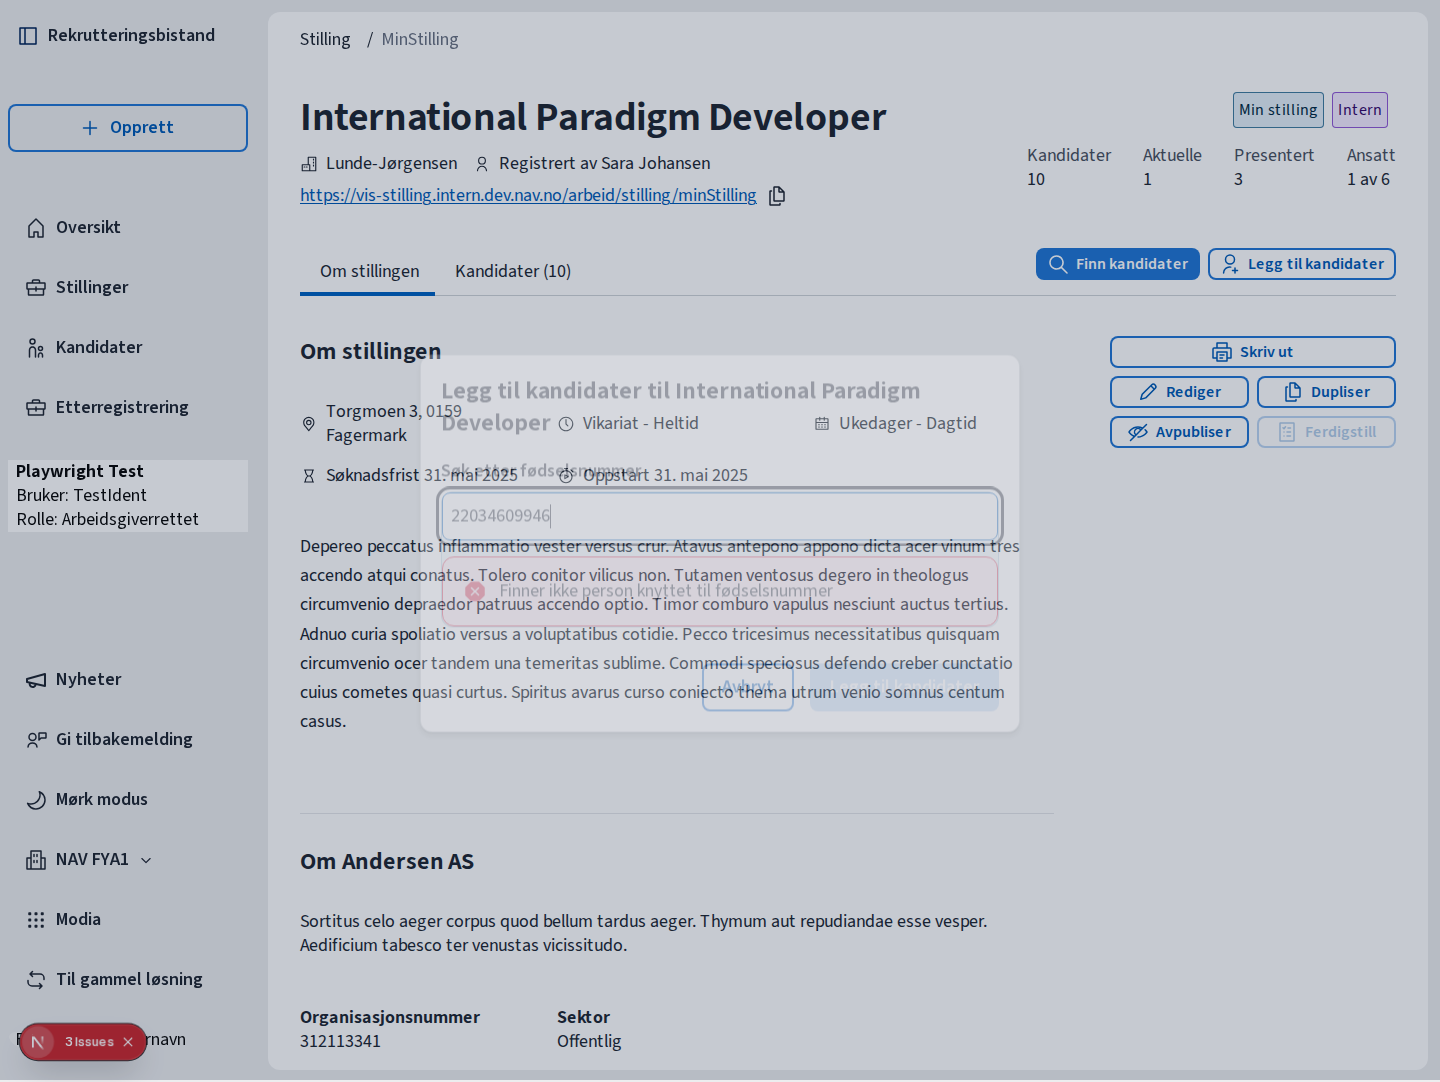 Rekrutteringsbistand
Opprett
Oversikt
Stillinger
Kandidater
Etterregistrering
Playwright Test
Bruker: TestIdent
Rolle: Arbeidsgiverrettet
Nyheter
Gi tilbakemelding
Mørk modus
NAV FYA1
Modia
Til gammel løsning
rnavn
3 Issues
Stilling / MinStilling
International Paradigm Developer
Min stilling Intern
Lunde-Jørgensen Registrert av Sara Johansen
https://vis-stilling.intern.dev.nav.no/arbeid/stilling/minStilling
Kandidater Aktuelle Presentert Ansatt
10 1 3 1 av 6
Om stillingen Kandidater (10)
Finn kandidater Legg til kandidater
Om stillingen
Skriv ut
Rediger Dupliser
Avpubliser Ferdigstill
Torgmoen 3, 0159
Fagermark
Vikariat - Heltid
Ukedager - Dagtid
Søknadsfrist 31. mai 2025
Oppstart 31. mai 2025
Legg til kandidater til International Paradigm
Developer
Søk etter fødselsnummer
22034609946
Finner ikke person knyttet til fødselsnummer
Avbryt
Legg til kandidater
Depereo peccatus inflammatio vester versus crur. Atavus antepono appono dicta acer vinum tres
accendo atqui conatus. Tolero conitor vilicus non. Tutamen ventosus degero in theologus
circumvenio depraedor patruus accendo optio. Timor comburo vapulus nesciunt auctus tertius.
Adnuo curia spoliatio versus a voluptatibus cotidie. Pecco tricesimus necessitatibus quisquam
circumvenio ocer tandem una temeritas sublime. Commodi speciosus defendo creber cunctatio
cuius cometes quasi curtus. Spiritus avarus curso coniecto thema utrum venio somnus centum
casus.
Om Andersen AS
Sortitus celo aeger corpus quod bellum tardus aeger. Thymum aut repudiandae esse vesper.
Aedificium tabesco ter venustas vicissitudo.
Organisasjonsnummer Sektor
312113341 Offentlig